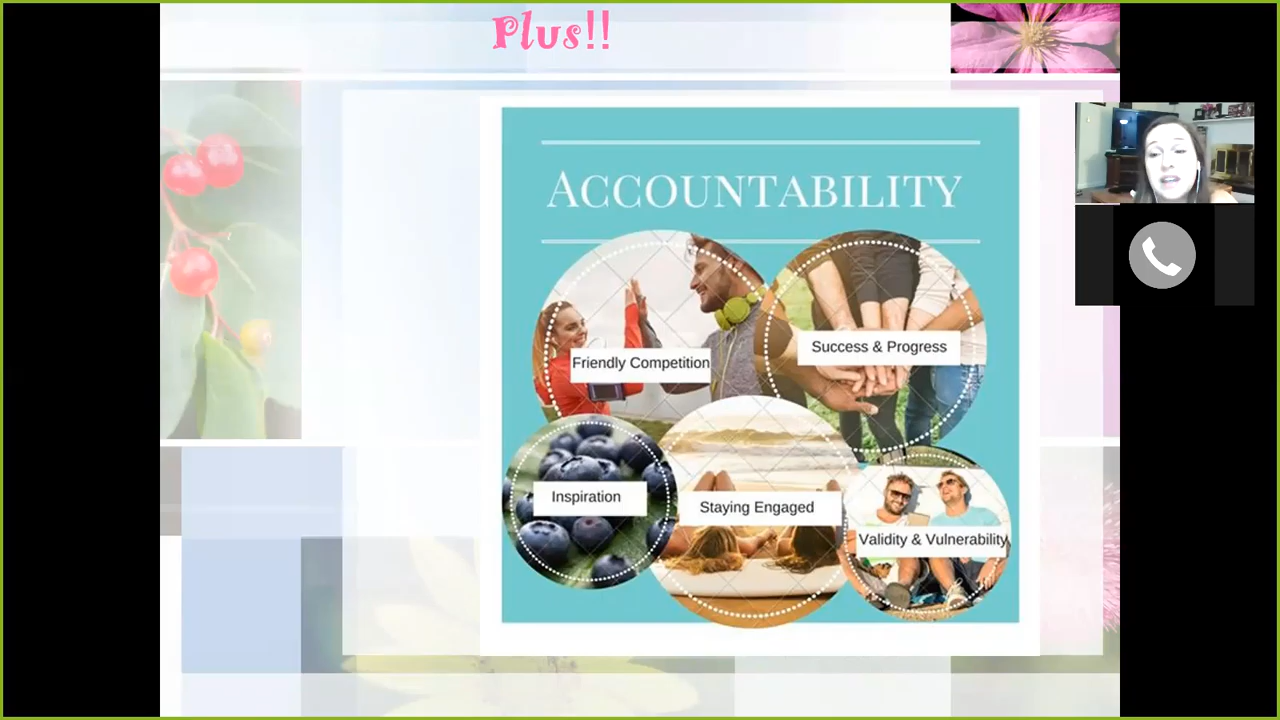 Plus!!
ACCOUNTABILITY
Friendly Competition
Success & Progress
Inspiration
Staying Engaged
Validity & Vulnerability